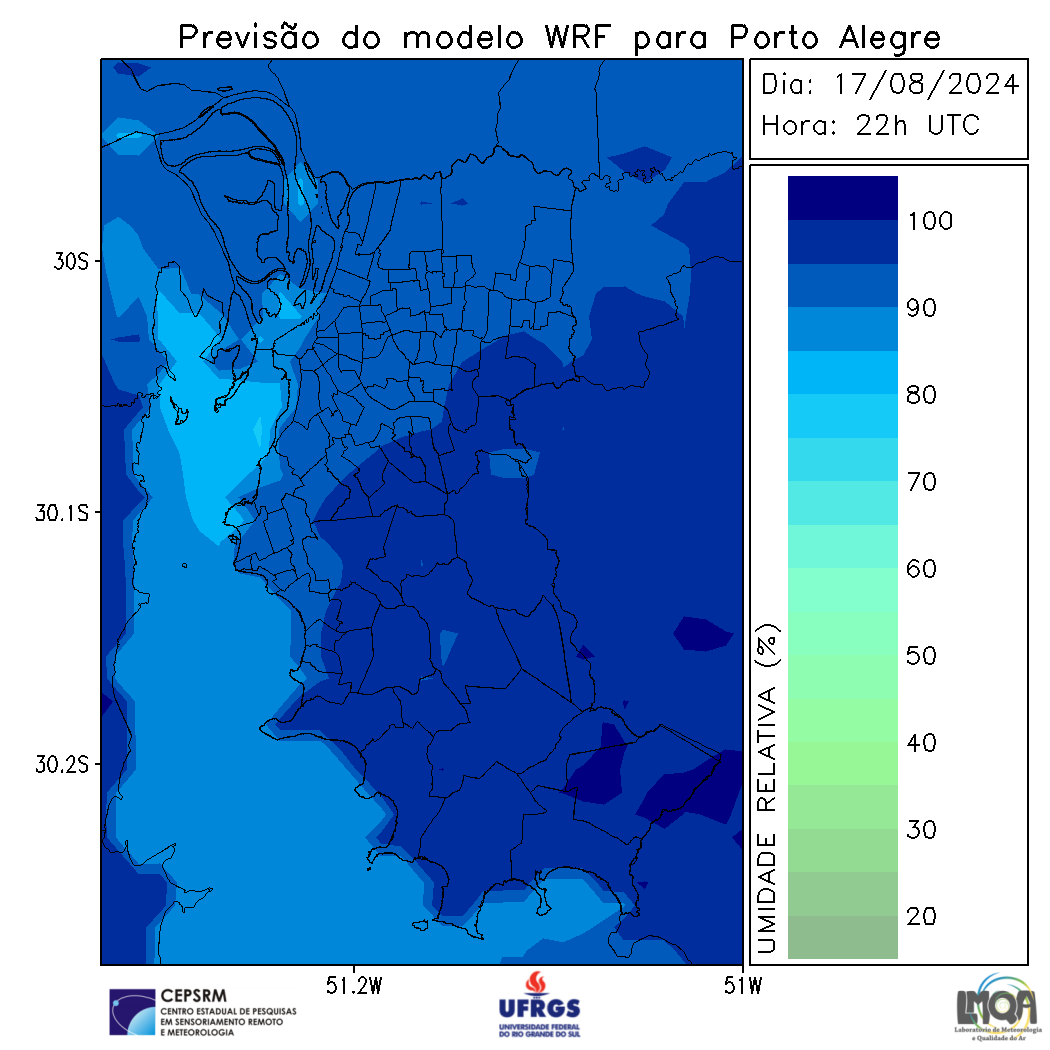 Previsão do modelo WRF para Porto Alegre
Dia: 17/08/2024
Hora: 22h UTC
100
90
80
70
60
50
40
30
20
UMIDADE RELATIVA (%)
30S
30.1S
30.2S
51.2W
51W
CEPSRM
CENTRO ESTADUAL DE PESQUISAS
EM SENSORIAMENTO REMOTO
E METEOROLOGIA
UFRGS
UNIVERSIDADE FEDERAL
DO RIO GRANDE DO SUL
LMQA
Laboratório de Meteorologia
e Qualidade do Ar